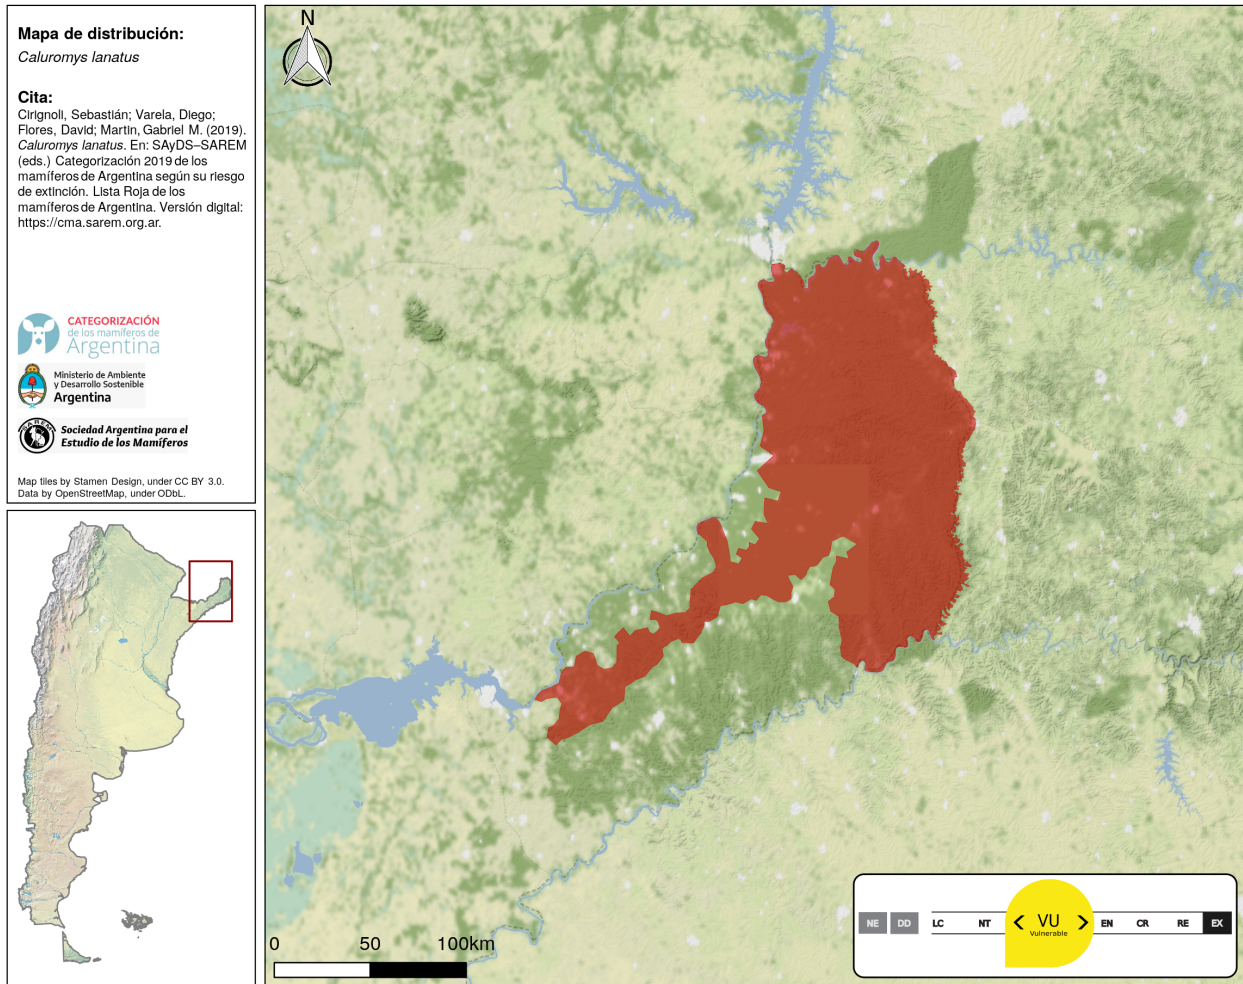 Mapa de distribución:
Caluromys lanatus
Cita:
Cirignoli, Sebastián; Varela, Diego;
Flores, David; Martin, Gabriel M. (2019).
Caluromys lanatus. En: SAyDS–SAREM
(eds.) Categorización 2019 de los
mamíferos de Argentina según su riesgo
de extinción. Lista Roja de los
mamíferos de Argentina. Versión digital:
https://cma.sarem.org.ar.
CATEGORIZACIÓN
de los mamíferos de
Argentina
Ministerio de Ambiente
y Desarrollo Sostenible
Argentina
SAREM
Sociedad Argentina para el
Estudio de los Mamíferos
Map tiles by Stamen Design, under CC BY 3.0.
Data by OpenStreetMap, under ODbL.
N
0 50 100km
NE DD LC NT VU EN CR RE EX
Vulnerable